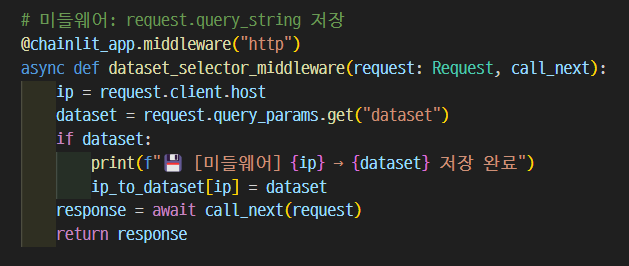 # 미들웨어: request.query_string 저장
@chainlit_app.middleware("http")
async def dataset_selector_middleware(request: Request, call_next):
    ip = request.client.host
    dataset = request.query_params.get("dataset")
    if dataset:
        print(f"💾 [미들웨어] {ip} → {dataset} 저장 완료")
        ip_to_dataset[ip] = dataset
    response = await call_next(request)
    return response